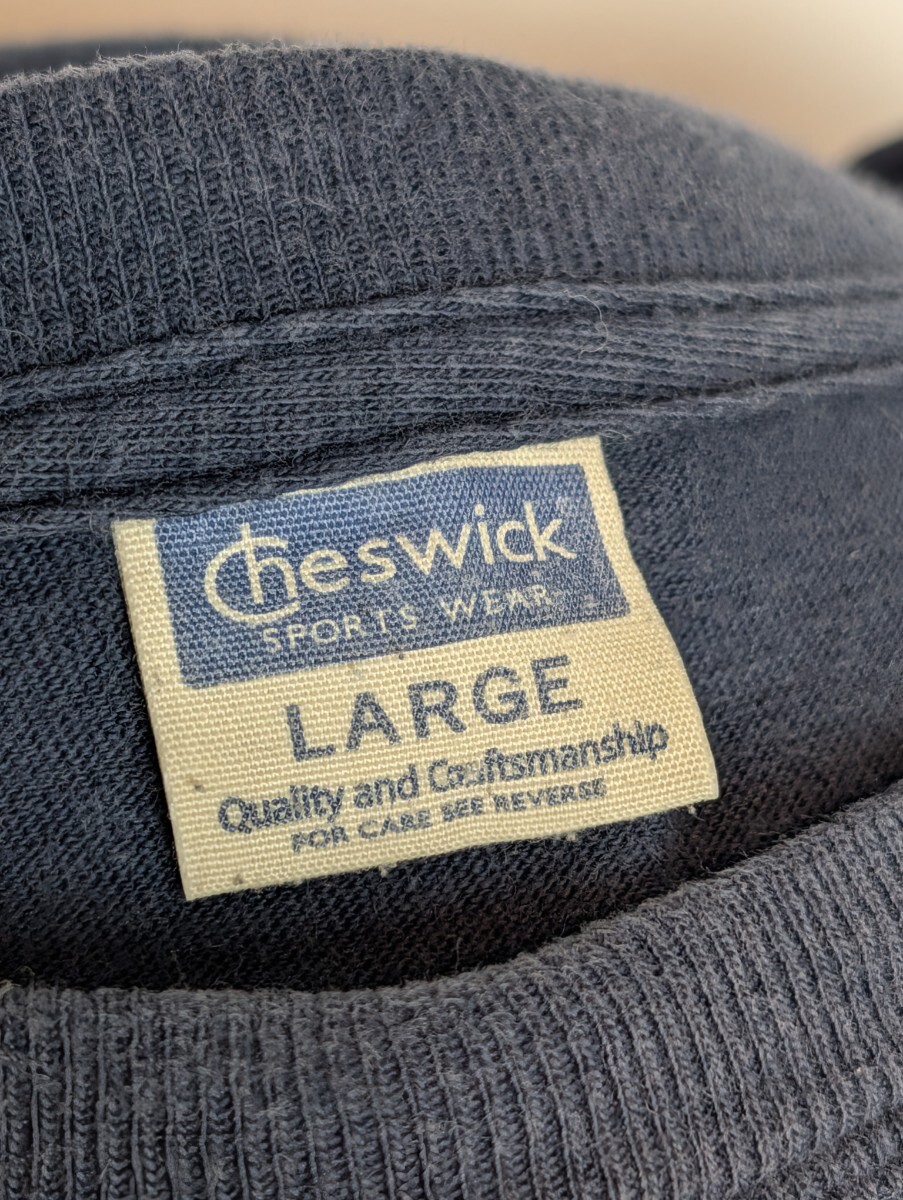 Cheswick
SPORTS WEAR
LARGE
Quality and Craftsmanship
FOR CARE SEE REVERSE